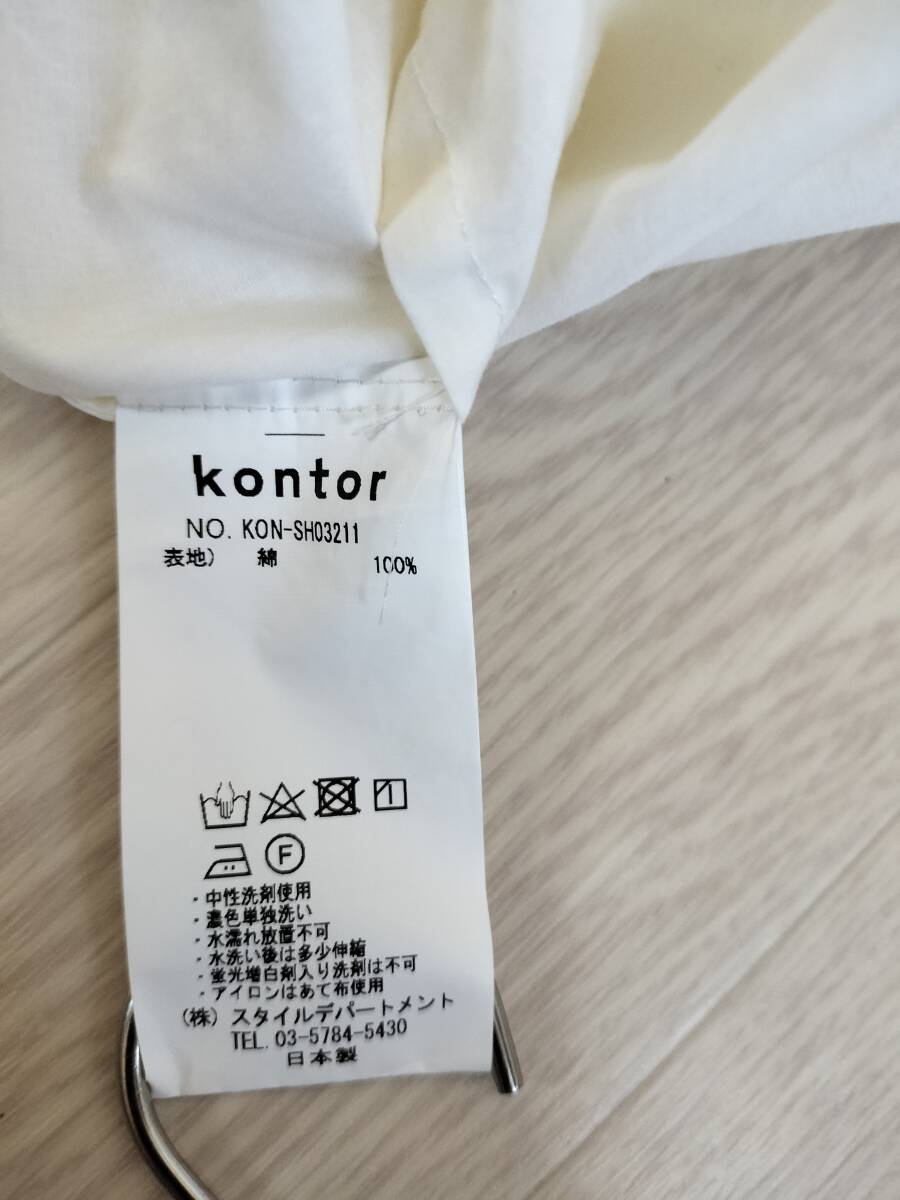 kontor
NO. KON-SH03211
表地) 綿 100%
F
・中性洗剤使用
・濃色単独洗い
・水濡れ放置不可
・水洗い後は多少伸縮
・蛍光増白剤入り洗剤は不可
・アイロンはあて布使用
(株) スタイルデパートメント
TEL. 03-5784-5430
日本製